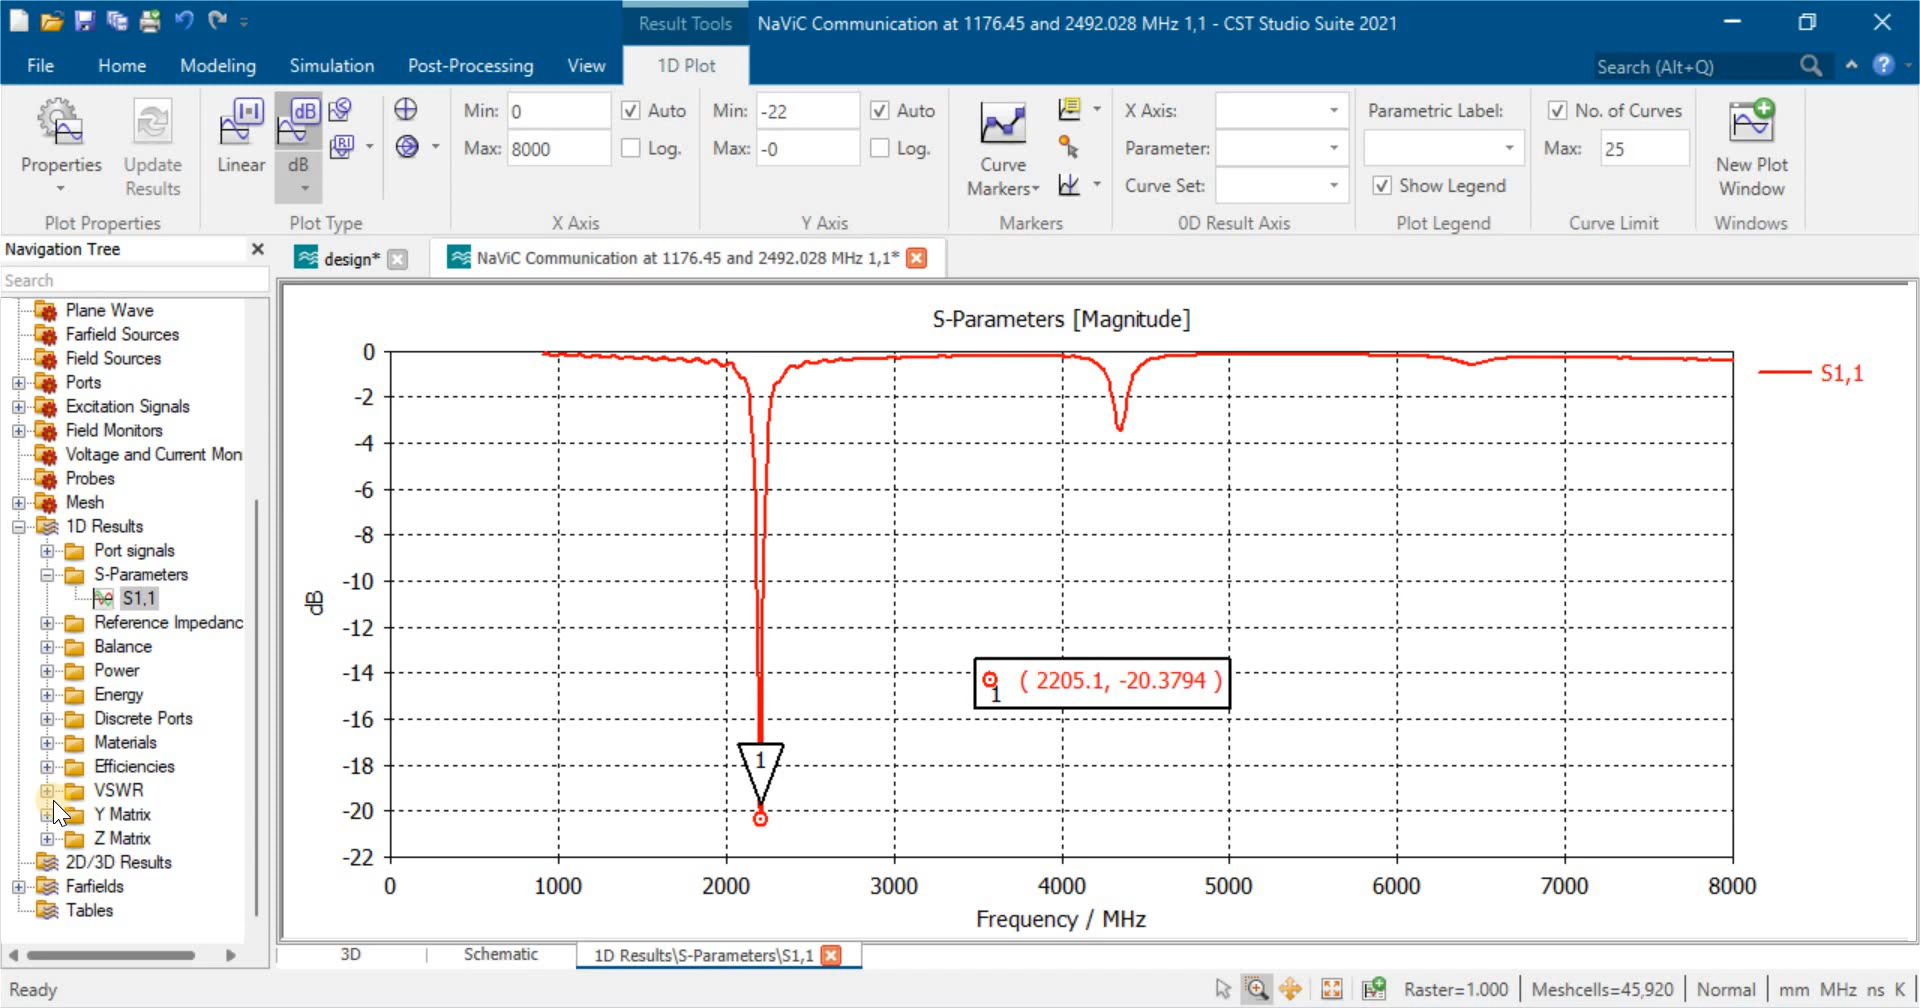 Result Tools
NaViC Communication at 1176.45 and 2492.028 MHz 1,1 - CST Studio Suite 2021
File Home Modeling Simulation Post-Processing View 1D Plot
Search (Alt+Q)
Properties
Update Results
Plot Properties
Linear
dB
Plot Type
Min: 0 Auto
Max: 8000 Log.
X Axis
Min: -22 Auto
Max: -0 Log.
Y Axis
Curve Markers
Markers
X Axis:
Parameter:
Curve Set:
0D Result Axis
Parametric Label:
Show Legend
Plot Legend
No. of Curves
Max: 25
Curve Limit
New Plot Window
Windows
Navigation Tree
Search
Plane Wave
Farfield Sources
Field Sources
Ports
Excitation Signals
Field Monitors
Voltage and Current Mon
Probes
Mesh
1D Results
Port signals
S-Parameters
S1,1
Reference Impedanc
Balance
Power
Energy
Discrete Ports
Materials
Efficiencies
VSWR
Y Matrix
Z Matrix
2D/3D Results
Farfields
Tables
design*
NaViC Communication at 1176.45 and 2492.028 MHz 1,1*
S-Parameters [Magnitude]
S1,1
0
-2
-4
-6
-8
-10
-12
-14
-16
-18
-20
-22
dB
1 ( 2205.1, -20.3794 )
1
0 1000 2000 3000 4000 5000 6000 7000 8000
Frequency / MHz
3D
Schematic
1D Results\S-Parameters\S1,1
Ready
Raster=1.000 Meshcells=45,920 Normal mm MHz ns K